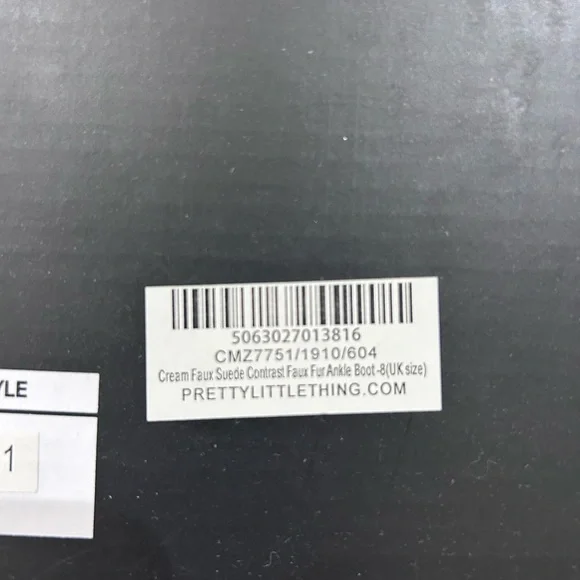 5063027013816
CMZ7751/1910/604
Cream Faux Suede Contrast Faux Fur Ankle Boot -8(UK size)
PRETTYLITTLETHING.COM
YLE
1